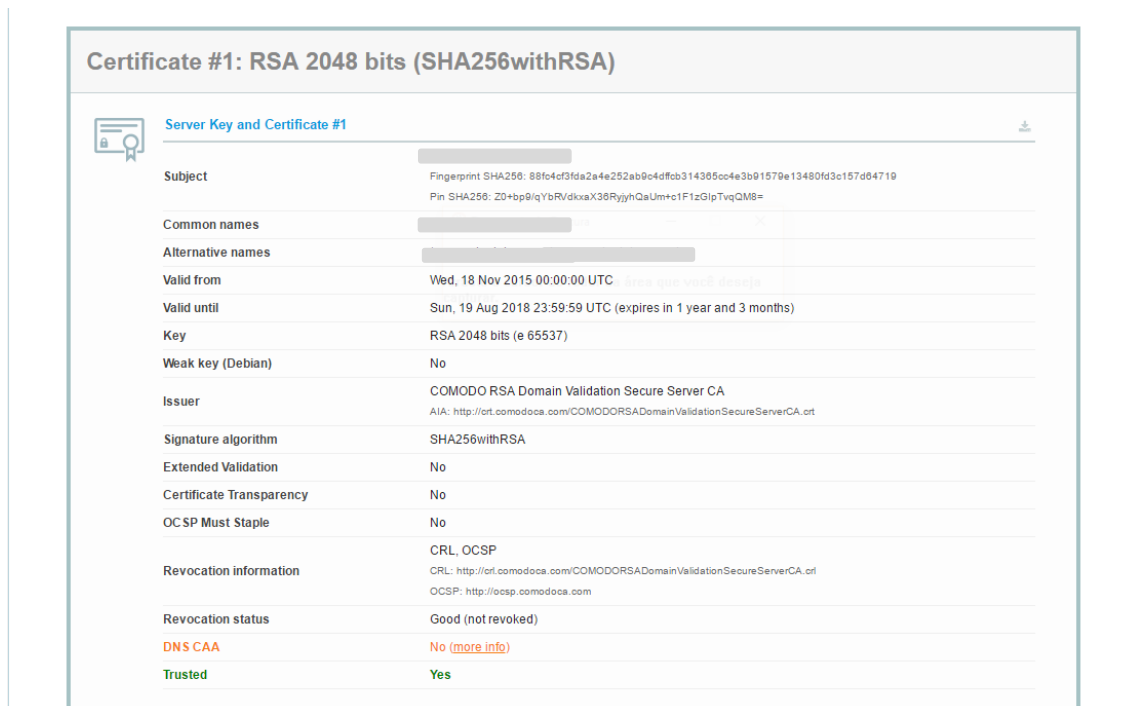 Certificate #1: RSA 2048 bits (SHA256withRSA)
Server Key and Certificate #1
Subject
Fingerprint SHA256: 88fc4cf3fda2a4e252ab9c4dffcb314365cc4e3b91579e13480fd3c157d64719
Pin SHA256: Z0+bp9/qYbRVdkxaX36RyjyhQaUm+c1F1zGlpTvqQM8=
Common names
Alternative names
Valid from Wed, 18 Nov 2015 00:00:00 UTC
área que você deseja
Valid until Sun, 19 Aug 2018 23:59:59 UTC (expires in 1 year and 3 months)
Key RSA 2048 bits (e 65537)
Weak key (Debian) No
Issuer COMODO RSA Domain Validation Secure Server CA
AIA: http://crt.comodoca.com/COMODORSADomainValidationSecureServerCA.crt
Signature algorithm SHA256withRSA
Extended Validation No
Certificate Transparency No
OCSP Must Staple No
Revocation information CRL, OCSP
CRL: http://crl.comodoca.com/COMODORSADomainValidationSecureServerCA.crl
OCSP: http://ocsp.comodoca.com
Revocation status Good (not revoked)
DNS CAA No (more info)
Trusted Yes